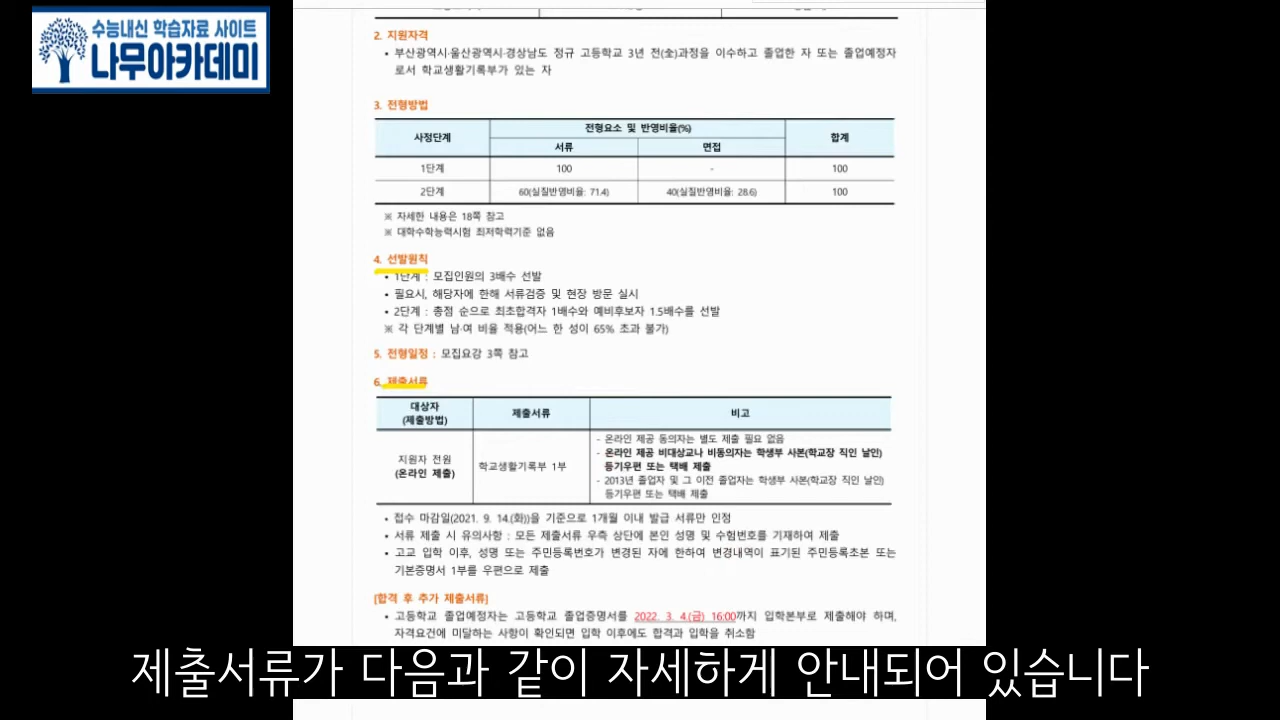 수능내신 학습자료 사이트
나무아카데미
2. 지원자격
• 부산광역시·울산광역시·경상남도 정규 고등학교 3년 전(全)과정을 이수하고 졸업한 자 또는 졸업예정자
로서 학교생활기록부가 있는 자
3. 전형방법
사정단계 전형요소 및 반영비율(%) 합계
서류 면접
1단계 100 - 100
2단계 60(실질반영비율: 71.4) 40(실질반영비율: 28.6) 100
※ 자세한 내용은 18쪽 참고
※ 대학수학능력시험 최저학력기준 없음
4. 선발원칙
• 1단계 : 모집인원의 3배수 선발
• 필요시, 해당자에 한해 서류검증 및 현장 방문 실시
• 2단계 : 총점 순으로 최초합격자 1배수와 예비후보자 1.5배수를 선발
※ 각 단계별 남·여 비율 적용(어느 한 성이 65% 초과 불가)
5. 전형일정 : 모집요강 3쪽 참고
6. 제출서류
대상자
(제출방법) 제출서류 비고
지원자 전원
(온라인 제출) 학교생활기록부 1부
- 온라인 제공 동의자는 별도 제출 필요 없음
- 온라인 제공 비대상교나 비동의자는 학생부 사본(학교장 직인 날인)
등기우편 또는 택배 제출
- 2013년 졸업자 및 그 이전 졸업자는 학생부 사본(학교장 직인 날인)
등기우편 또는 택배 제출
• 접수 마감일(2021. 9. 14.(화))을 기준으로 1개월 이내 발급 서류만 인정
• 서류 제출 시 유의사항 : 모든 제출서류 우측 상단에 본인 성명 및 수험번호를 기재하여 제출
• 고교 입학 이후, 성명 또는 주민등록번호가 변경된 자에 한하여 변경내역이 표기된 주민등록초본 또는
기본증명서 1부를 우편으로 제출
[합격 후 추가 제출서류]
• 고등학교 졸업예정자는 고등학교 졸업증명서를 2022. 3. 4.(금) 16:00까지 입학본부로 제출해야 하며,
자격요건에 미달하는 사항이 확인되면 입학 이후에도 합격과 입학을 취소함
제출서류가 다음과 같이 자세하게 안내되어 있습니다